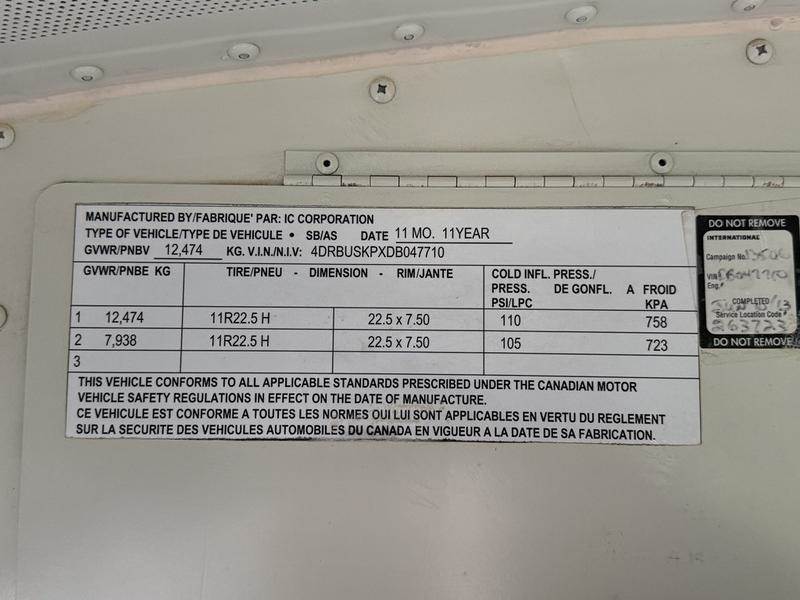 MANUFACTURED BY/FABRIQUE' PAR: IC CORPORATION
TYPE OF VEHICLE/TYPE DE VEHICULE • SB/AS DATE 11 MO. 11YEAR
GVWR/PNBV 12,474 KG. V.I.N./N.I.V: 4DRBUSKPXDB047710
GVWR/PNBE KG TIRE/PNEU - DIMENSION - RIM/JANTE COLD INFL. PRESS./
PRESS. DE GONFL. A FROID
PSI/LPC KPA
1 12,474 11R22.5 H 22.5 x 7.50 110 758
2 7,938 11R22.5 H 22.5 x 7.50 105 723
3
THIS VEHICLE CONFORMS TO ALL APPLICABLE STANDARDS PRESCRIBED UNDER THE CANADIAN MOTOR
VEHICLE SAFETY REGULATIONS IN EFFECT ON THE DATE OF MANUFACTURE.
CE VEHICULE EST CONFORME A TOUTES LES NORMES OUI LUI SONT APPLICABLES EN VERTU DU REGLEMENT
SUR LA SECURITE DES VEHICULES AUTOMOBILES DU CANADA EN VIGUEUR A LA DATE DE SA FABRICATION.
DO NOT REMOVE
INTERNATIONAL
Campaign No.
VIN
Eng.#
COMPLETED
Service Location Code #
263723
DO NOT REMOVE